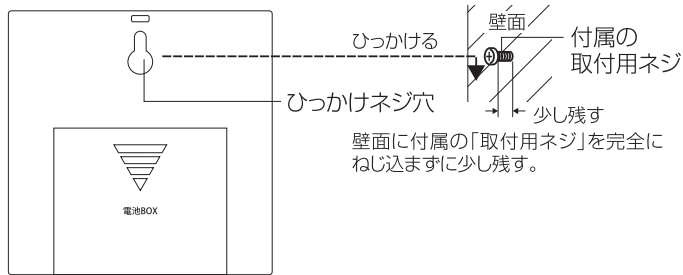 壁面
ひっかける
付属の
取付用ネジ
ひっかけネジ穴
少し残す
壁面に付属の「取付用ネジ」を完全に
ねじ込まずに少し残す。
電池BOX